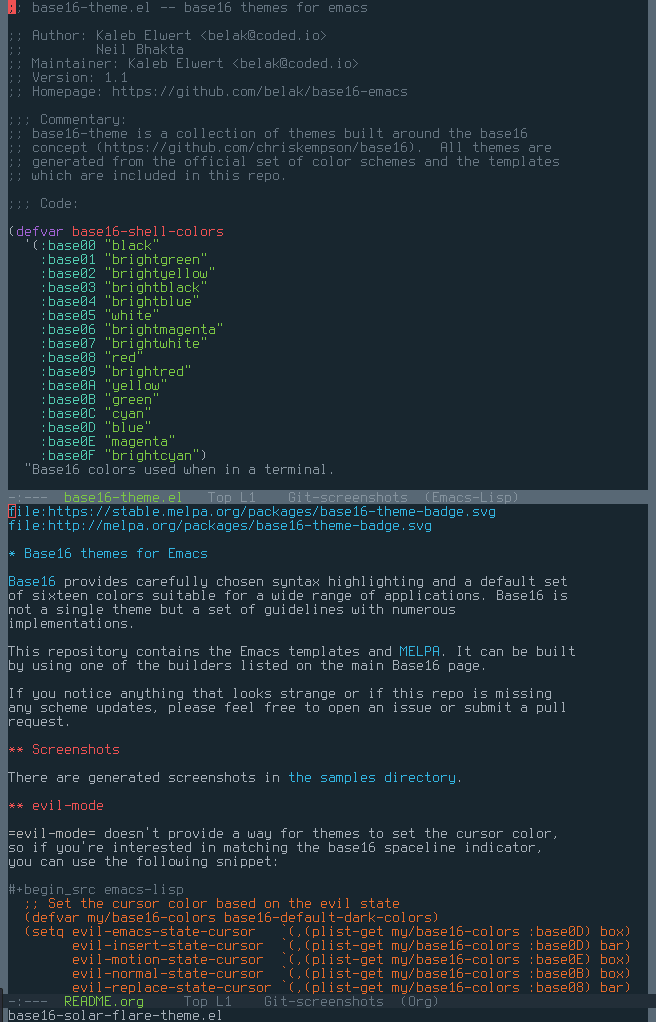 ;; base16-theme.el -- base16 themes for emacs
;; Author: Kaleb Elwert <belak@coded.io>
;;         Neil Bhakta
;; Maintainer: Kaleb Elwert <belak@coded.io>
;; Version: 1.1
;; Homepage: https://github.com/belak/base16-emacs
;;; Commentary:
;; base16-theme is a collection of themes built around the base16
;; concept (https://github.com/chriskempson/base16).  All themes are
;; generated from the official set of color schemes and the templates
;; which are included in this repo.
;;; Code:
(defvar base16-shell-colors
  '(:base00 "black"
    :base01 "brightgreen"
    :base02 "brightyellow"
    :base03 "brightblack"
    :base04 "brightblue"
    :base05 "white"
    :base06 "brightmagenta"
    :base07 "brightwhite"
    :base08 "red"
    :base09 "brightred"
    :base0A "yellow"
    :base0B "green"
    :base0C "cyan"
    :base0D "blue"
    :base0E "magenta"
    :base0F "brightcyan")
  "Base16 colors used when in a terminal.
-:---  base16-theme.el   Top L1    Git-screenshots  (Emacs-Lisp)
file:https://stable.melpa.org/packages/base16-theme-badge.svg
file:http://melpa.org/packages/base16-theme-badge.svg
* Base16 themes for Emacs
Base16 provides carefully chosen syntax highlighting and a default set
of sixteen colors suitable for a wide range of applications. Base16 is
not a single theme but a set of guidelines with numerous
implementations.
This repository contains the Emacs templates and MELPA. It can be built
by using one of the builders listed on the main Base16 page.
If you notice anything that looks strange or if this repo is missing
any scheme updates, please feel free to open an issue or submit a pull
request.
** Screenshots
There are generated screenshots in the samples directory.
** evil-mode
=evil-mode= doesn't provide a way for themes to set the cursor color,
so if you're interested in matching the base16 spaceline indicator,
you can use the following snippet:
#+begin_src emacs-lisp
  ;; Set the cursor color based on the evil state
  (defvar my/base16-colors base16-default-dark-colors)
  (setq evil-emacs-state-cursor   `(,(plist-get my/base16-colors :base0D) box)
        evil-insert-state-cursor  `(,(plist-get my/base16-colors :base0D) bar)
        evil-motion-state-cursor  `(,(plist-get my/base16-colors :base0E) box)
        evil-normal-state-cursor  `(,(plist-get my/base16-colors :base0B) box)
        evil-replace-state-cursor `(,(plist-get my/base16-colors :base08) bar)
-:---  README.org     Top L1    Git-screenshots  (Org)
base16-solar-flare-theme.el